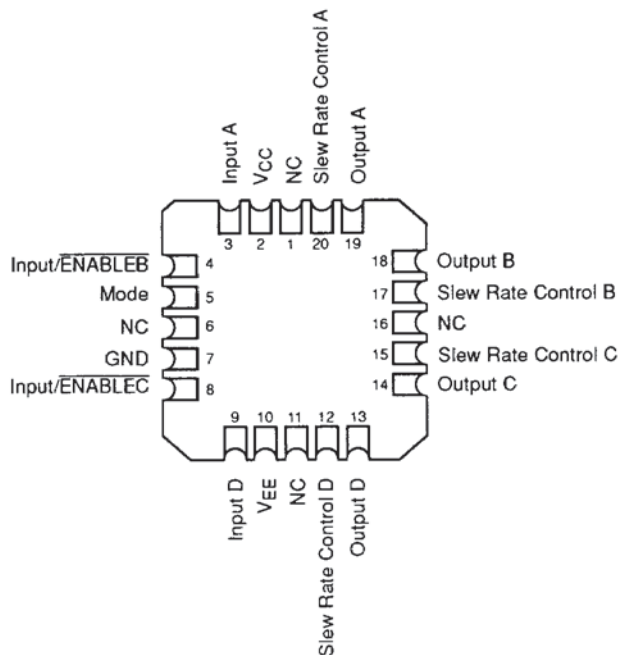 Input A
VCC
NC
Slew Rate Control A
Output A
3
2
1
20
19
Input/ENABLEB
4
Mode
5
NC
6
GND
7
Input/ENABLEC
8
18
Output B
17
Slew Rate Control B
16
NC
15
Slew Rate Control C
14
Output C
9
10
11
12
13
Input D
VEE
NC
Slew Rate Control D
Output D